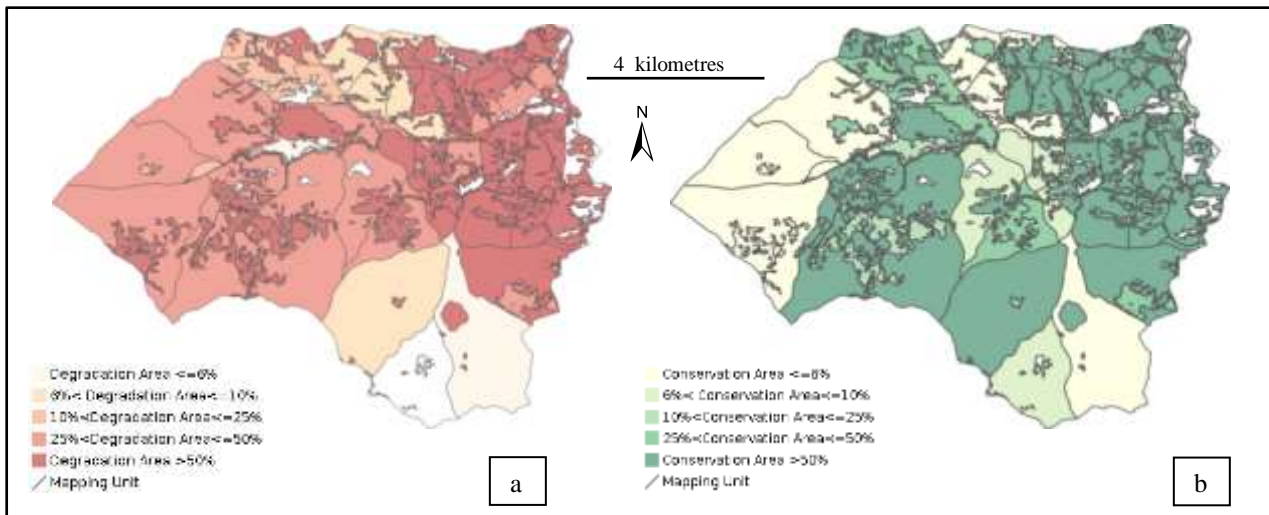 4 kilometres
N
Degradation Area <=6%
6%< Degradation Area<=10%
10%<Degradation Area<=25%
25%<Degradation Area<=50%
Degradation Area >50%
Mapping Unit
a
Conservation Area <=6%
6%< Conservation Area<=10%
10%<Conservation Area<=25%
25%<Conservation Area<=50%
Conservation Area >50%
Mapping Unit
b